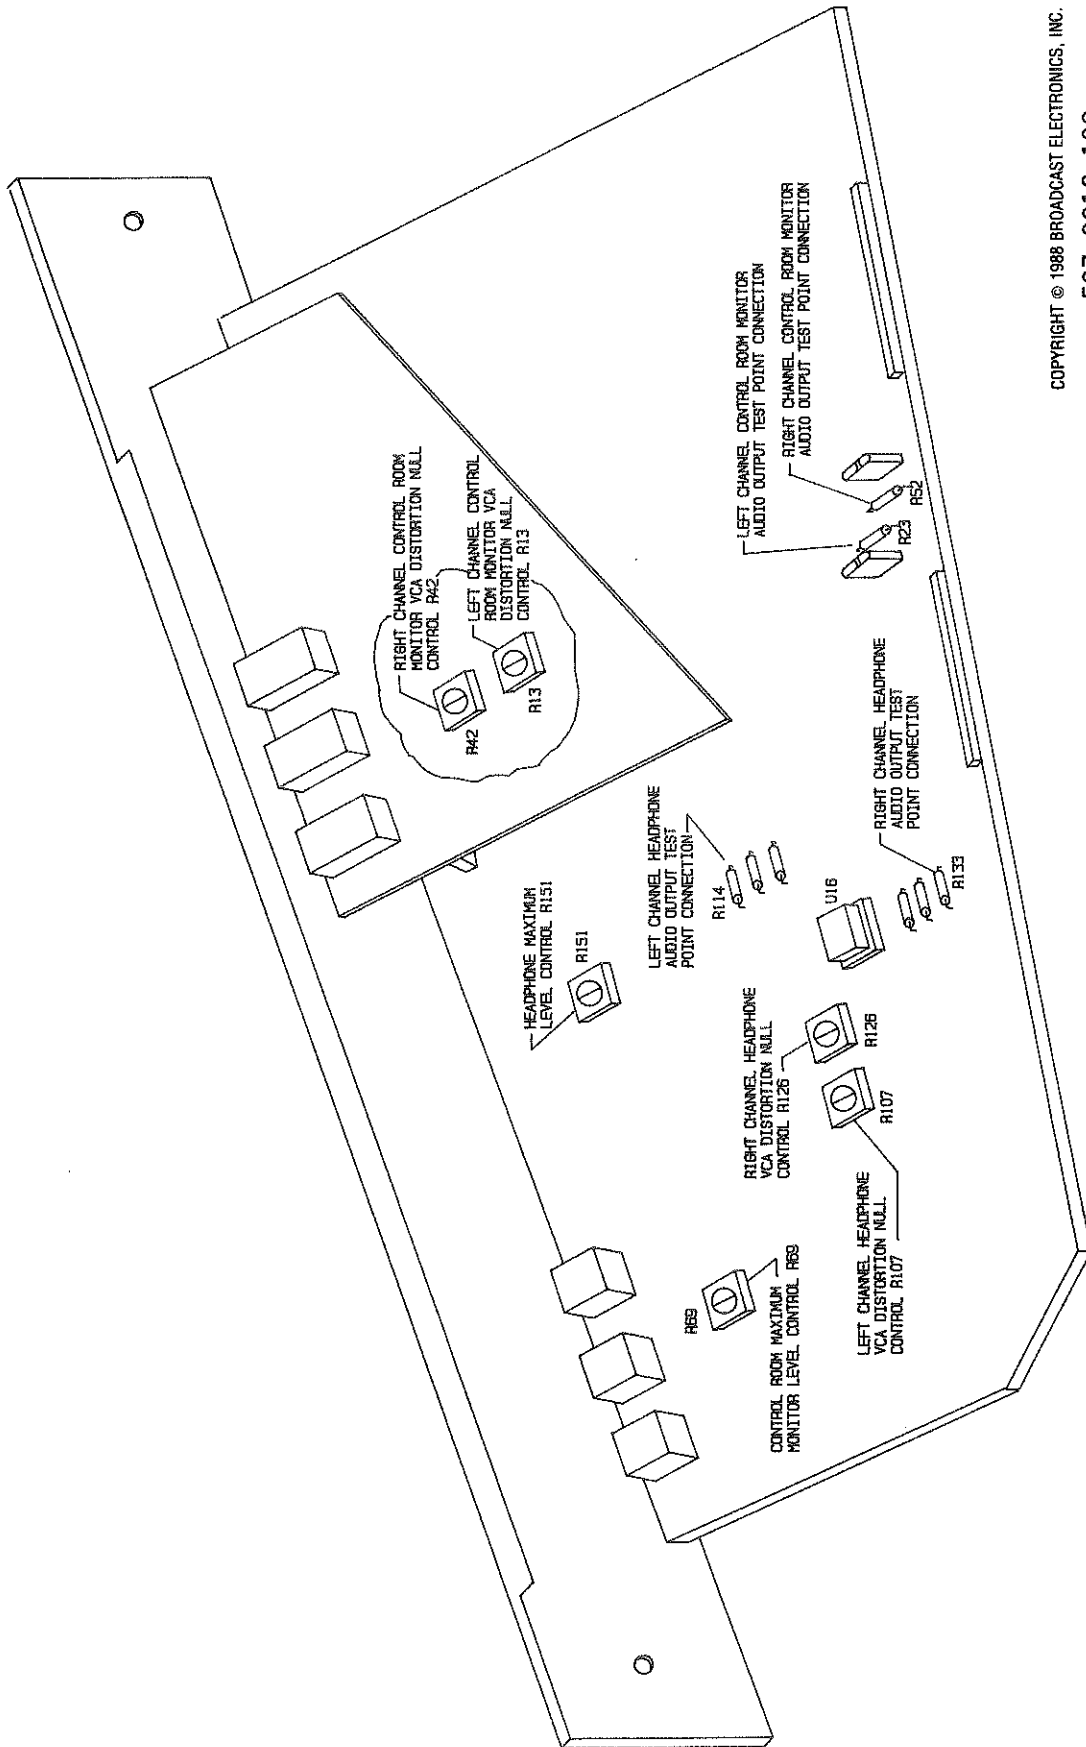 RIGHT CHANNEL CONTROL ROOM
MONITOR VCA DISTORTION NULL
CONTROL R42
LEFT CHANNEL CONTROL
ROOM MONITOR VCA
DISTORTION NULL
CONTROL R13
R42
R13
HEADPHONE MAXIMUM
LEVEL CONTROL R151
R151
LEFT CHANNEL HEADPHONE
AUDIO OUTPUT TEST
POINT CONNECTION
R114
LEFT CHANNEL CONTROL ROOM MONITOR
AUDIO OUTPUT TEST POINT CONNECTION
RIGHT CHANNEL CONTROL ROOM MONITOR
AUDIO OUTPUT TEST POINT CONNECTION
R23
R52
RIGHT CHANNEL HEADPHONE
AUDIO OUTPUT TEST
POINT CONNECTION
R133
U16
RIGHT CHANNEL HEADPHONE
VCA DISTORTION NULL
CONTROL R126
R126
R107
LEFT CHANNEL HEADPHONE
VCA DISTORTION NULL
CONTROL R107
R69
CONTROL ROOM MAXIMUM
MONITOR LEVEL CONTROL R69
COPYRIGHT © 1988 BROADCAST ELECTRONICS, INC.